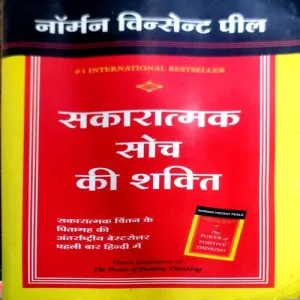 नॉर्मन विन्सेन्ट पील
#1 INTERNATIONAL BESTSELLER
सकारात्मक
सोच
की शक्ति
सकारात्मक चिंतन के
पितामह की
अंतर्राष्ट्रीय बेस्टसेलर
पहली बार हिन्दी में
NORMAN VINCENT PEALE
The
POWER of
POSITIVE
THINKING
Hindi translation of
The Power of Positive Thinking